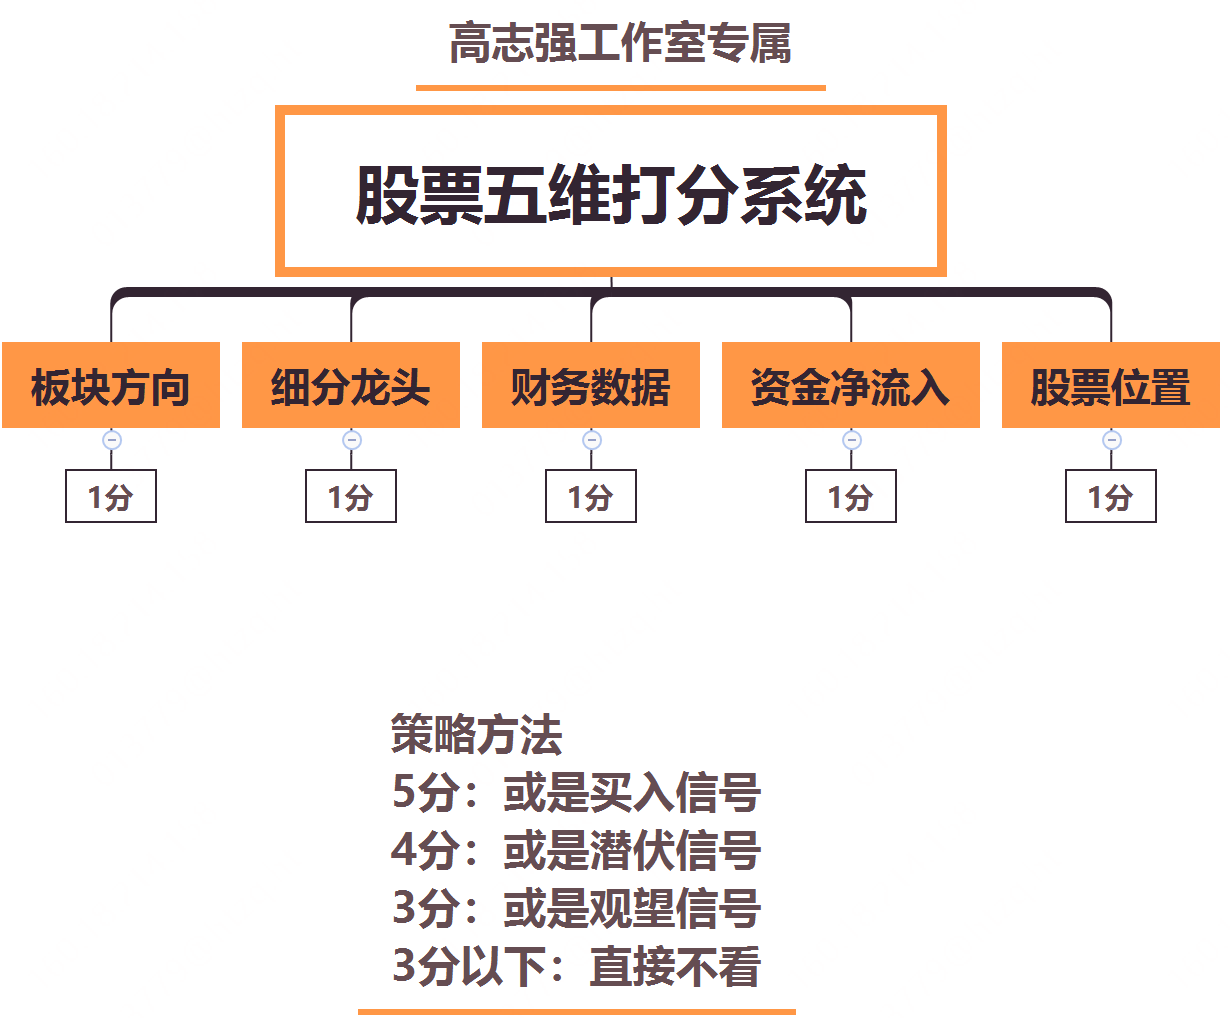 高志强工作室专属
股票五维打分系统
板块方向
细分龙头
财务数据
资金净流入
股票位置
1分
1分
1分
1分
1分
策略方法
5分：或是买入信号
4分：或是潜伏信号
3分：或是观望信号
3分以下：直接不看